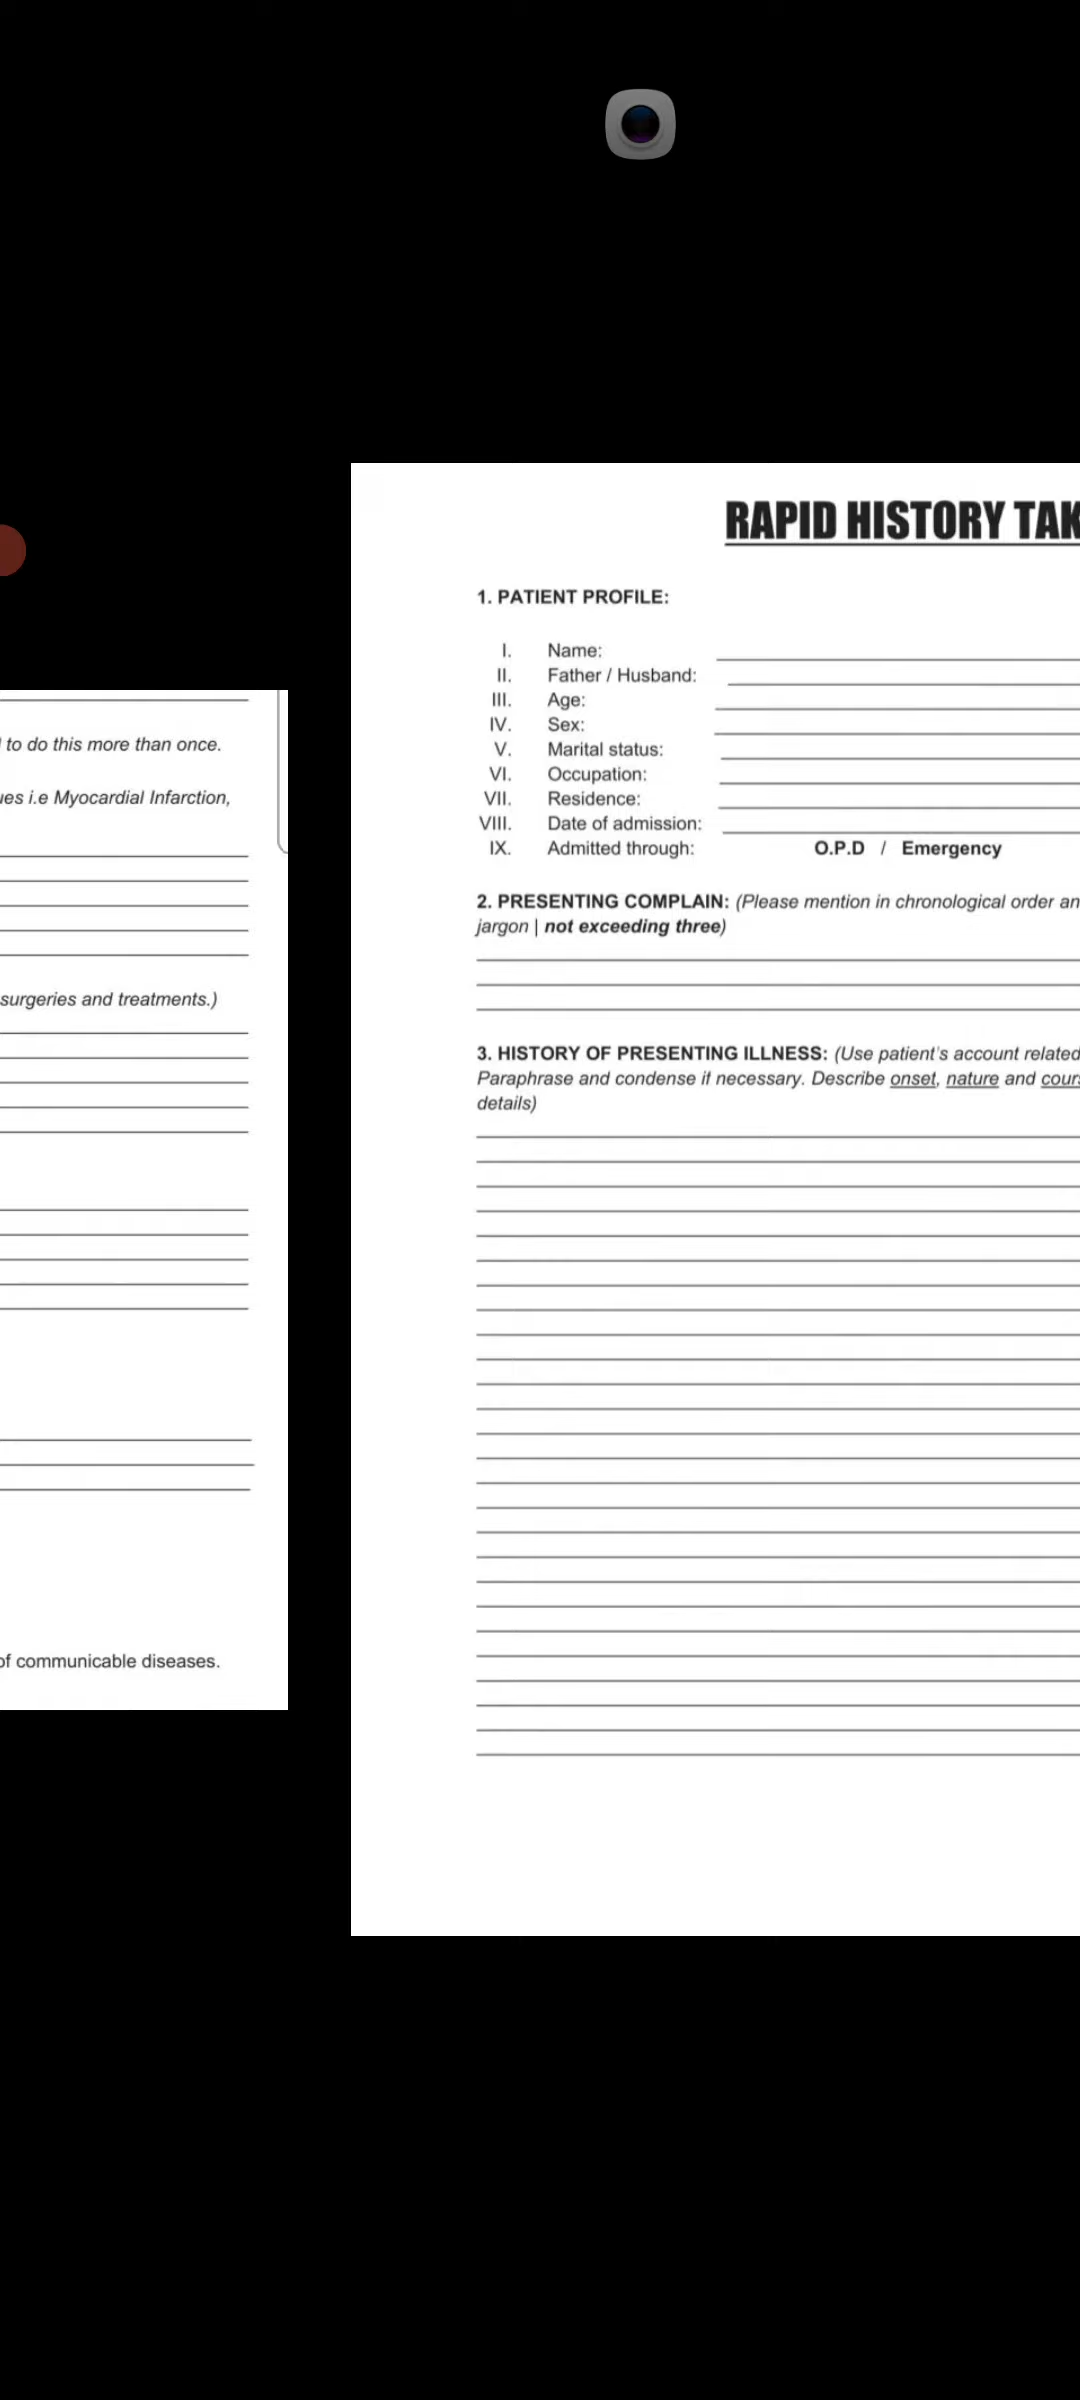 to do this more than once.
i.e Myocardial Infarction,
surgeries and treatments.)
of communicable diseases.
RAPID HISTORY TAK
1. PATIENT PROFILE:
I. Name:
II. Father / Husband:
III. Age:
IV. Sex:
V. Marital status:
VI. Occupation:
VII. Residence:
VIII. Date of admission:
IX. Admitted through: O.P.D / Emergency
2. PRESENTING COMPLAIN: (Please mention in chronological order an
jargon | not exceeding three)
3. HISTORY OF PRESENTING ILLNESS: (Use patient's account related
Paraphrase and condense if necessary. Describe onset, nature and cours
details)